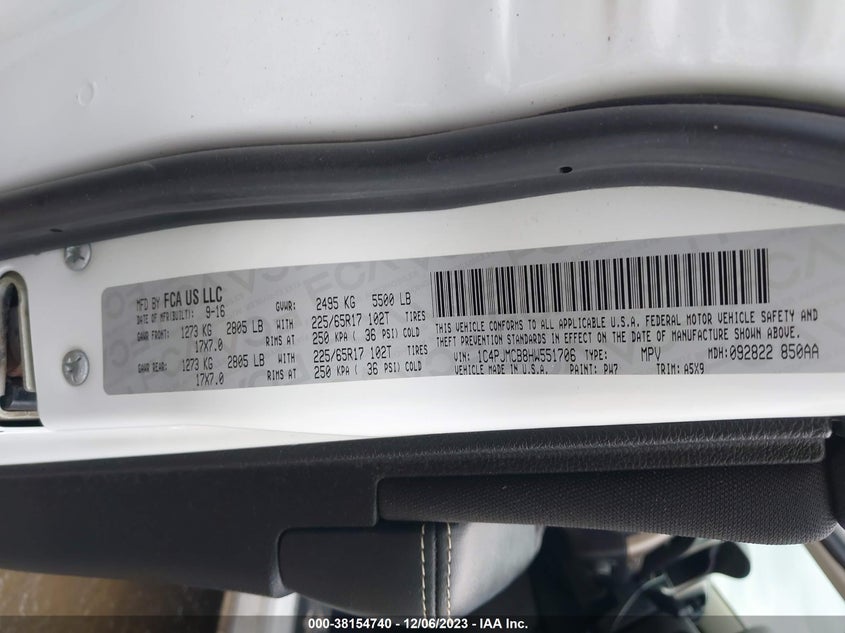 MFD BY FCA US LLC
DATE OF MFR(BUILT): 9-16 GVWR: 2495 KG 5500 LB
GAWR FRONT: 1273 KG 2805 LB WITH 225/65R17 102T TIRES
17X7.0 RIMS AT 250 KPA ( 36 PSI) COLD
GAWR REAR: 1273 KG 2805 LB WITH 225/65R17 102T TIRES
17X7.0 RIMS AT 250 KPA ( 36 PSI) COLD
THIS VEHICLE CONFORMS TO ALL APPLICABLE U.S.A. FEDERAL MOTOR VEHICLE SAFETY AND
THEFT PREVENTION STANDARDS IN EFFECT ON THE DATE OF MANUFACTURE SHOWN ABOVE.
VIN: 1C4PJMCB8HW551706 TYPE: MPV MDH:092822 850AA
VEHICLE MADE IN U.S.A. PAINT: PW7 TRIM: A5X9
000-38154740 - 12/06/2023 - IAA Inc.